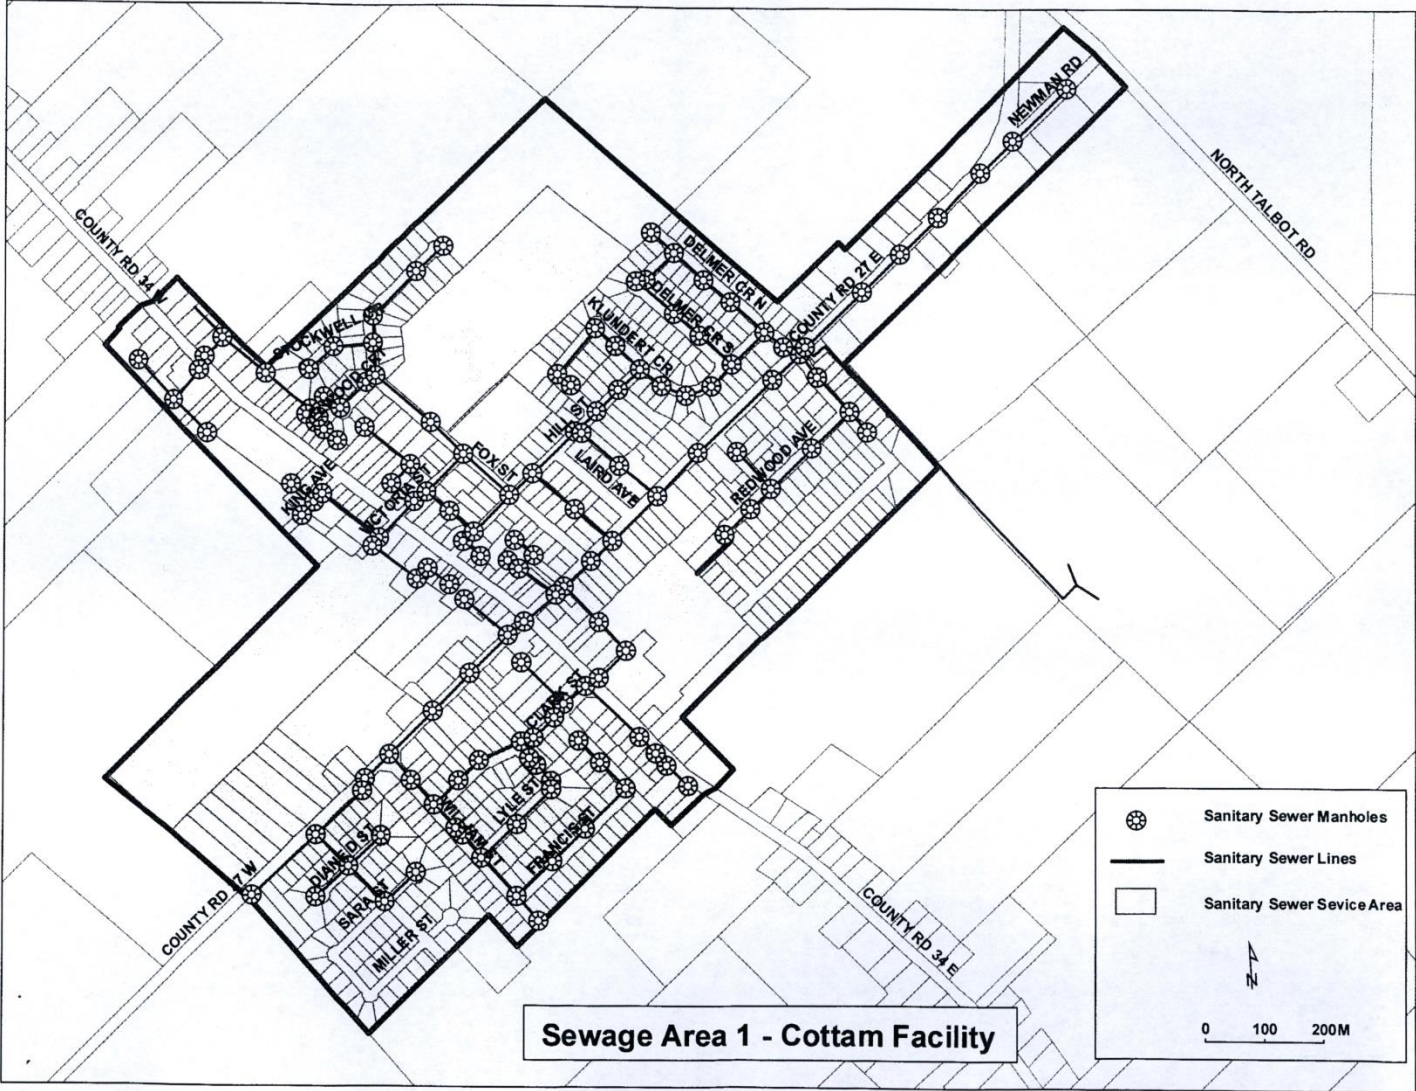 NEWMAN RD
NORTH TALBOT RD
COUNTY RD 34 W
DELMER CR N
COUNTY RD 27 E
DELMER CR S
STOCKWELL
KLUNDERT CR
HILL ST
FOX ST
LAIRD AVE
REDWOOD AVE
KING AVE
VICTORIA ST
CLARK ST
LYLE ST
WILLIAM ST
FRANCIS ST
DIANE D ST
SARA ST
MILLER ST
COUNTY RD 27 W
COUNTY RD 34 E
Sanitary Sewer Manholes
Sanitary Sewer Lines
Sanitary Sewer Sevice Area
N
0 100 200 M
Sewage Area 1 - Cottam Facility